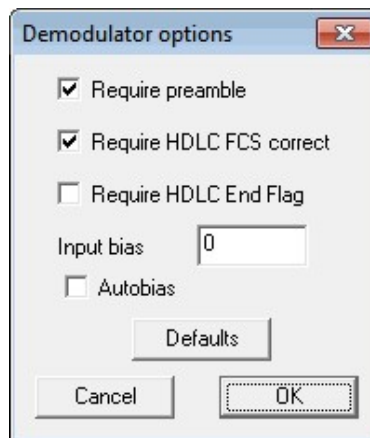 Demodulator options
Require preamble
Require HDLC FCS correct
Require HDLC End Flag
Input bias 0
Autobias
Defaults
Cancel OK